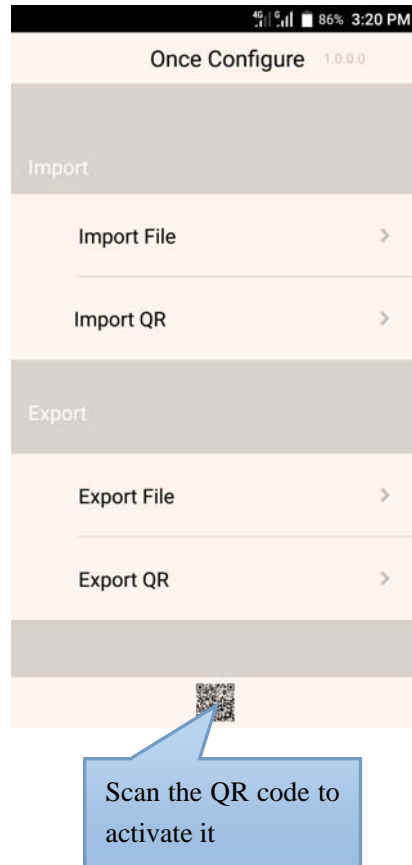 4G G 86% 3:20 PM
Once Configure 1.0.0.0
Import
Import File
Import QR
Export
Export File
Export QR
Scan the QR code to
activate it